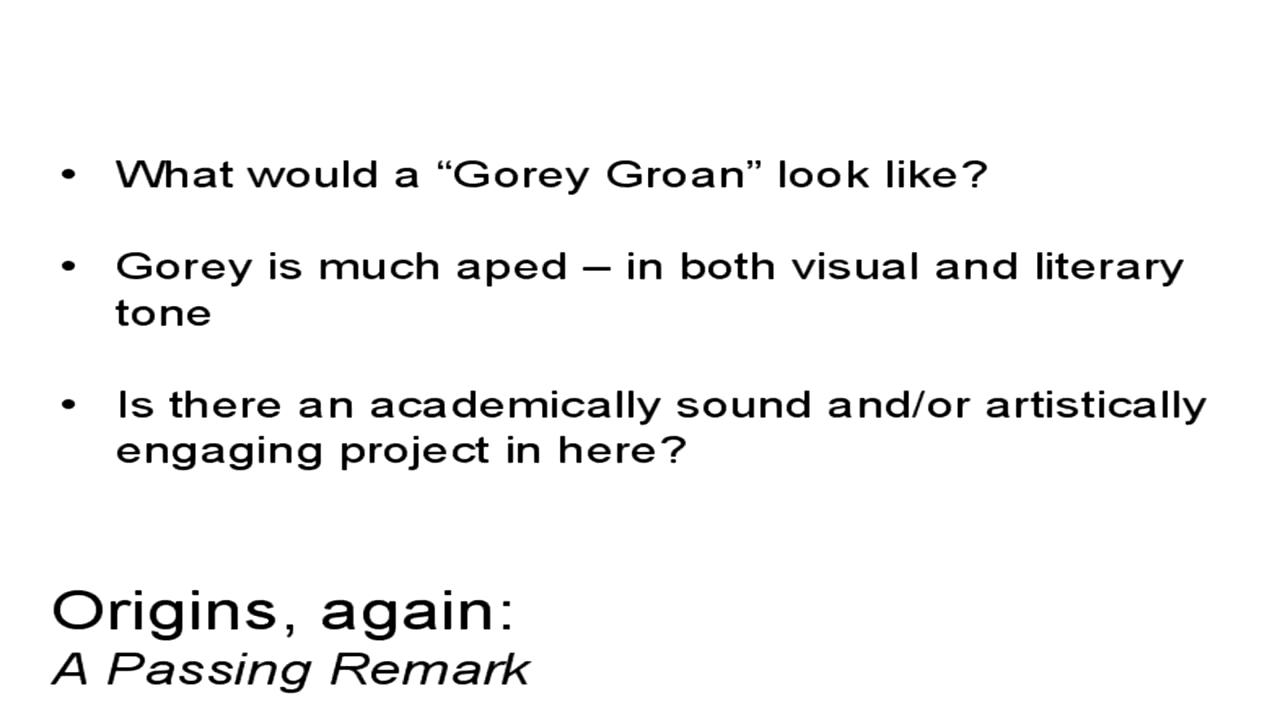 • What would a “Gorey Groan” look like?
• Gorey is much aped – in both visual and literary
tone
• Is there an academically sound and/or artistically
engaging project in here?
Origins, again:
A Passing Remark